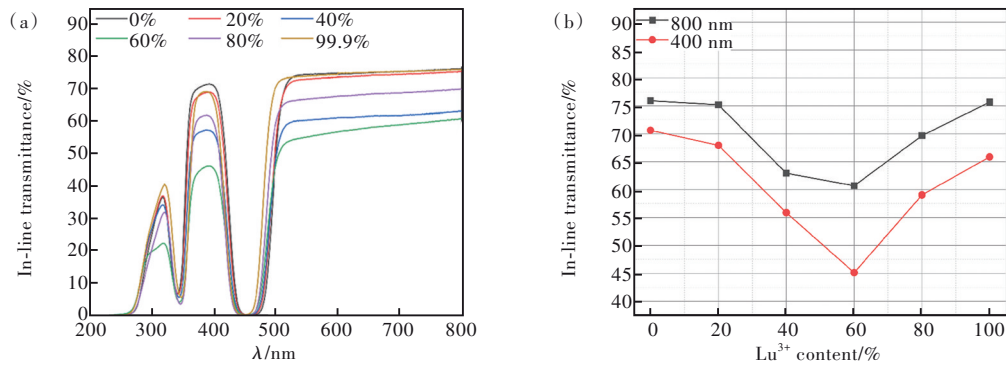 (a)
0% 20% 40%
60% 80% 99.9%
In-line transmittance/%
90
80
70
60
50
40
30
20
10
0
200 300 400 500 600 700 800
λ/nm
(b)
800 nm
400 nm
In-line transmittance/%
90
85
80
75
70
65
60
55
50
45
40
0 20 40 60 80 100
Lu³⁺ content/%